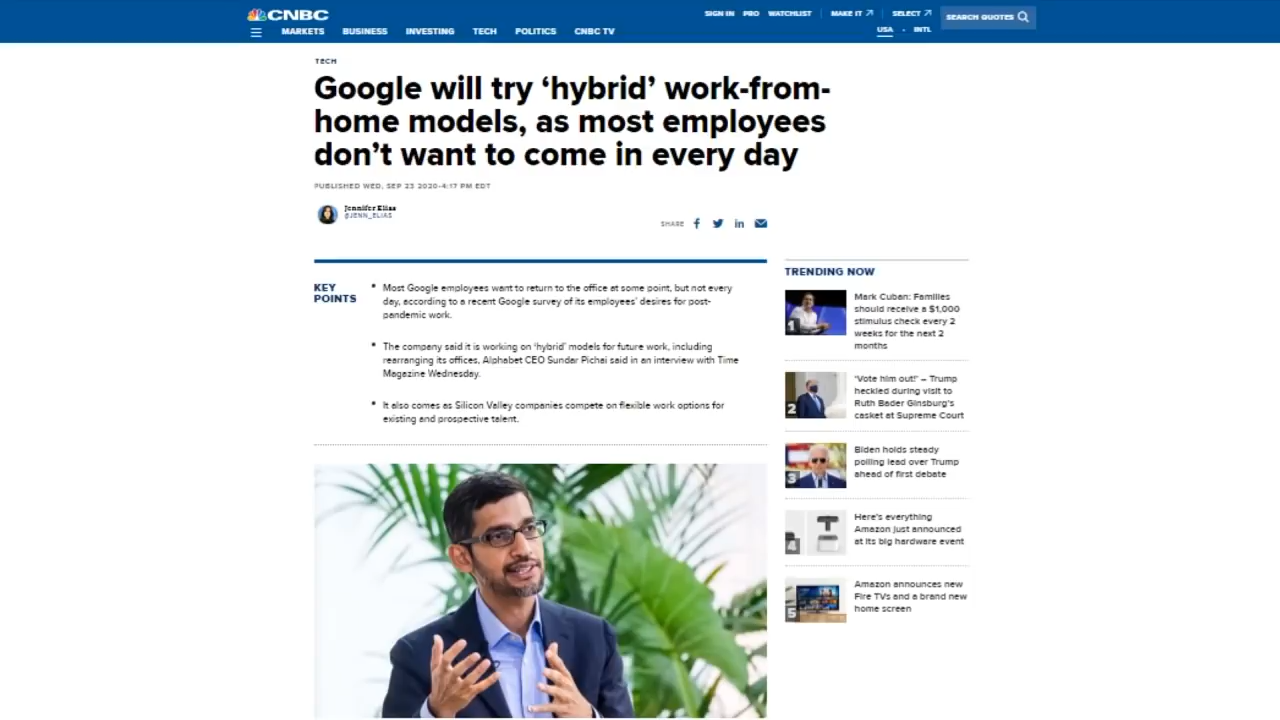 CNBC
SIGN IN PRO WATCHLIST MAKE IT SELECT SEARCH QUOTES
MARKETS BUSINESS INVESTING TECH POLITICS CNBC TV
USA • INTL
TECH
Google will try ‘hybrid’ work-from-
home models, as most employees
don’t want to come in every day
PUBLISHED WED, SEP 23 2020•4:17 PM EDT
Jennifer Elias
@JENN_ELIAS
SHARE
KEY
POINTS
• Most Google employees want to return to the office at some point, but not every
day, according to a recent Google survey of its employees’ desires for post-
pandemic work.
• The company said it is working on ‘hybrid’ models for future work, including
rearranging its offices, Alphabet CEO Sundar Pichai said in an interview with Time
Magazine Wednesday.
• It also comes as Silicon Valley companies compete on flexible work options for
existing and prospective talent.
TRENDING NOW
1
Mark Cuban: Families
should receive a $1,000
stimulus check every 2
weeks for the next 2
months
2
‘Vote him out!’ – Trump
heckled during visit to
Ruth Bader Ginsburg’s
casket at Supreme Court
3
Biden holds steady
polling lead over Trump
ahead of first debate
4
Here’s everything
Amazon just announced
at its big hardware event
5
Amazon announces new
Fire TVs and a brand new
home screen